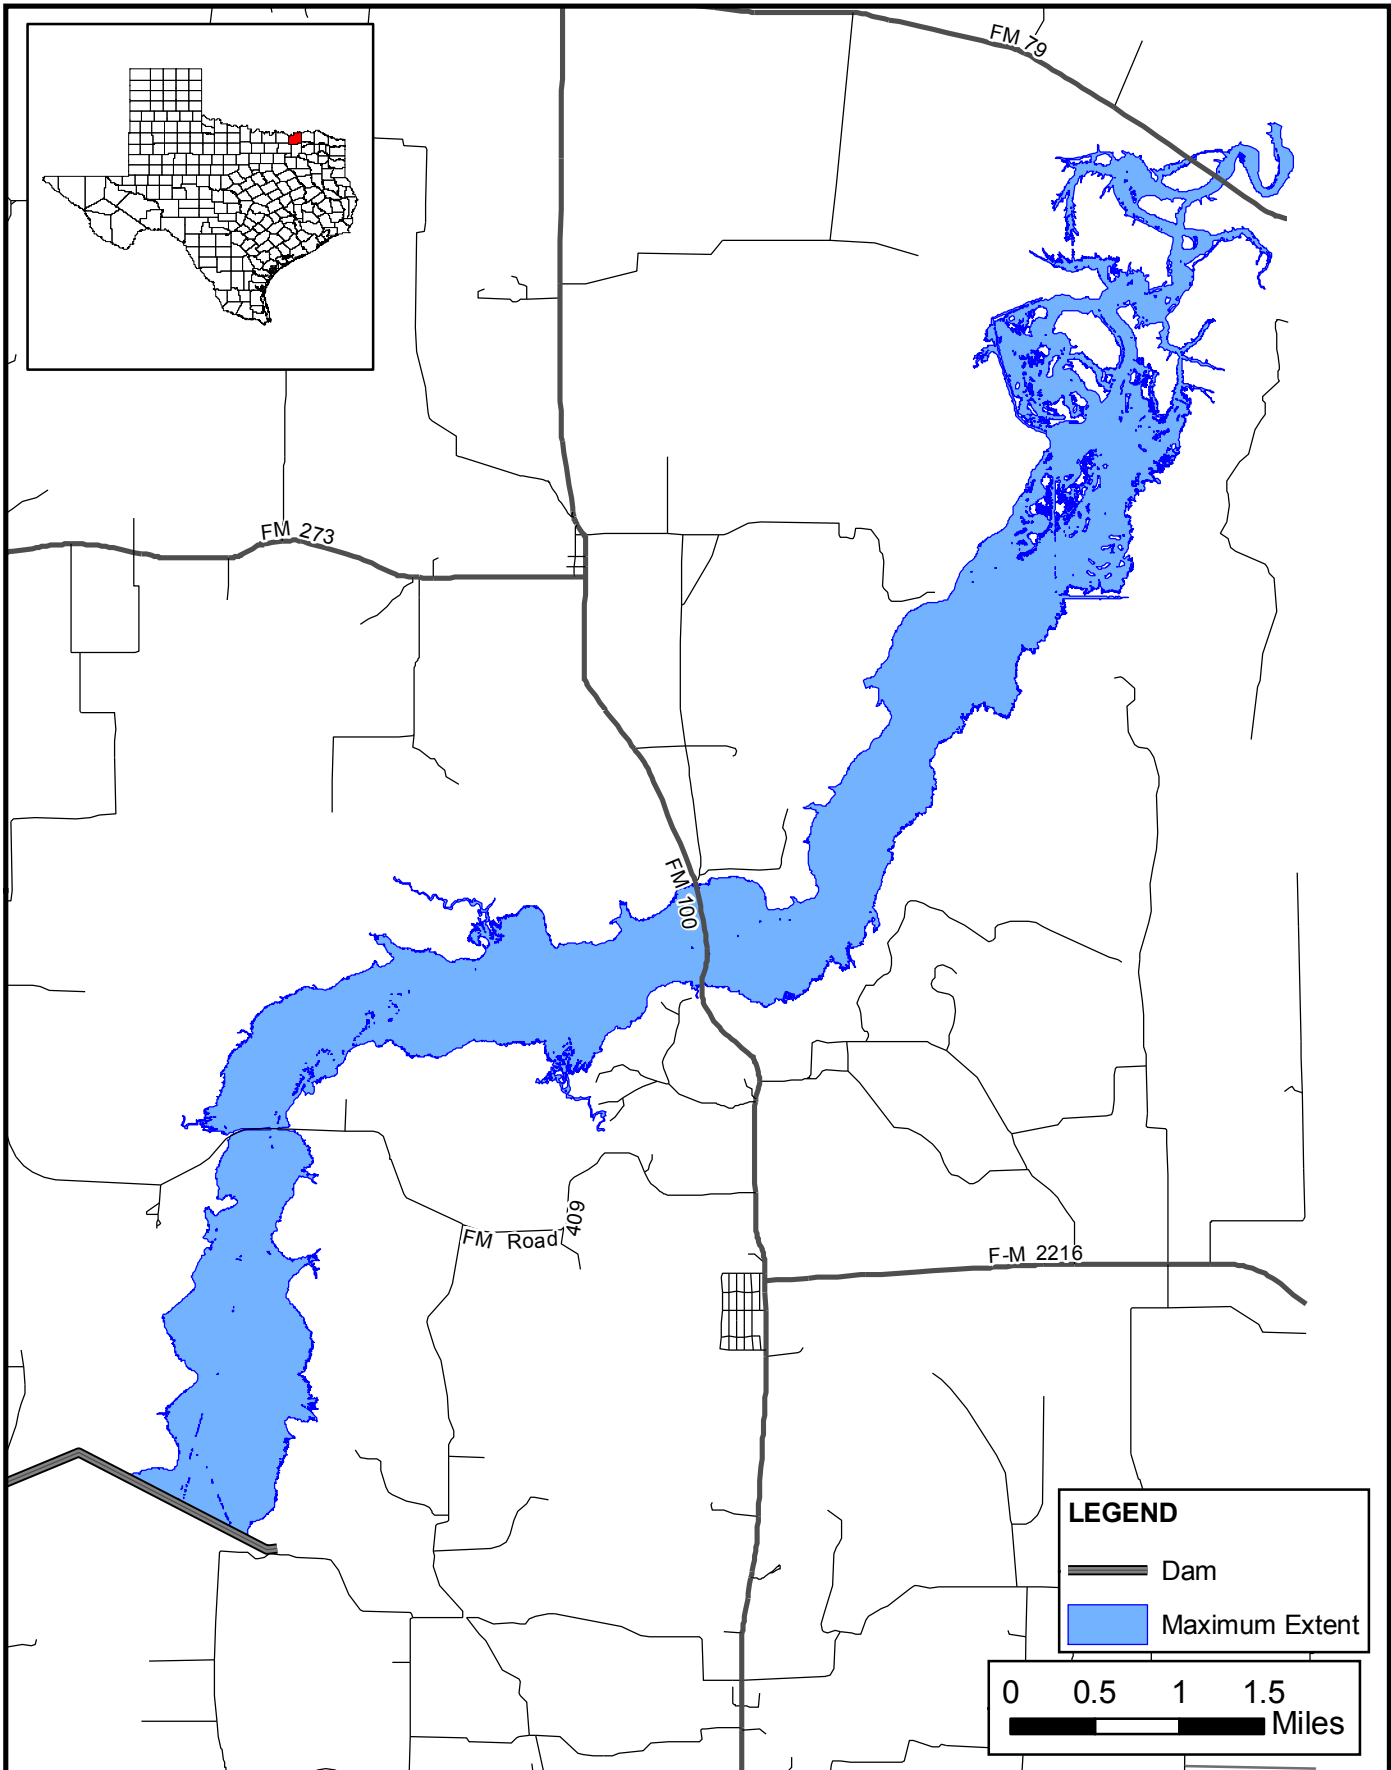 FM 79
FM 273
FM 100
FM Road 409
F-M 2216
LEGEND
Dam
Maximum Extent
0 0.5 1 1.5
Miles